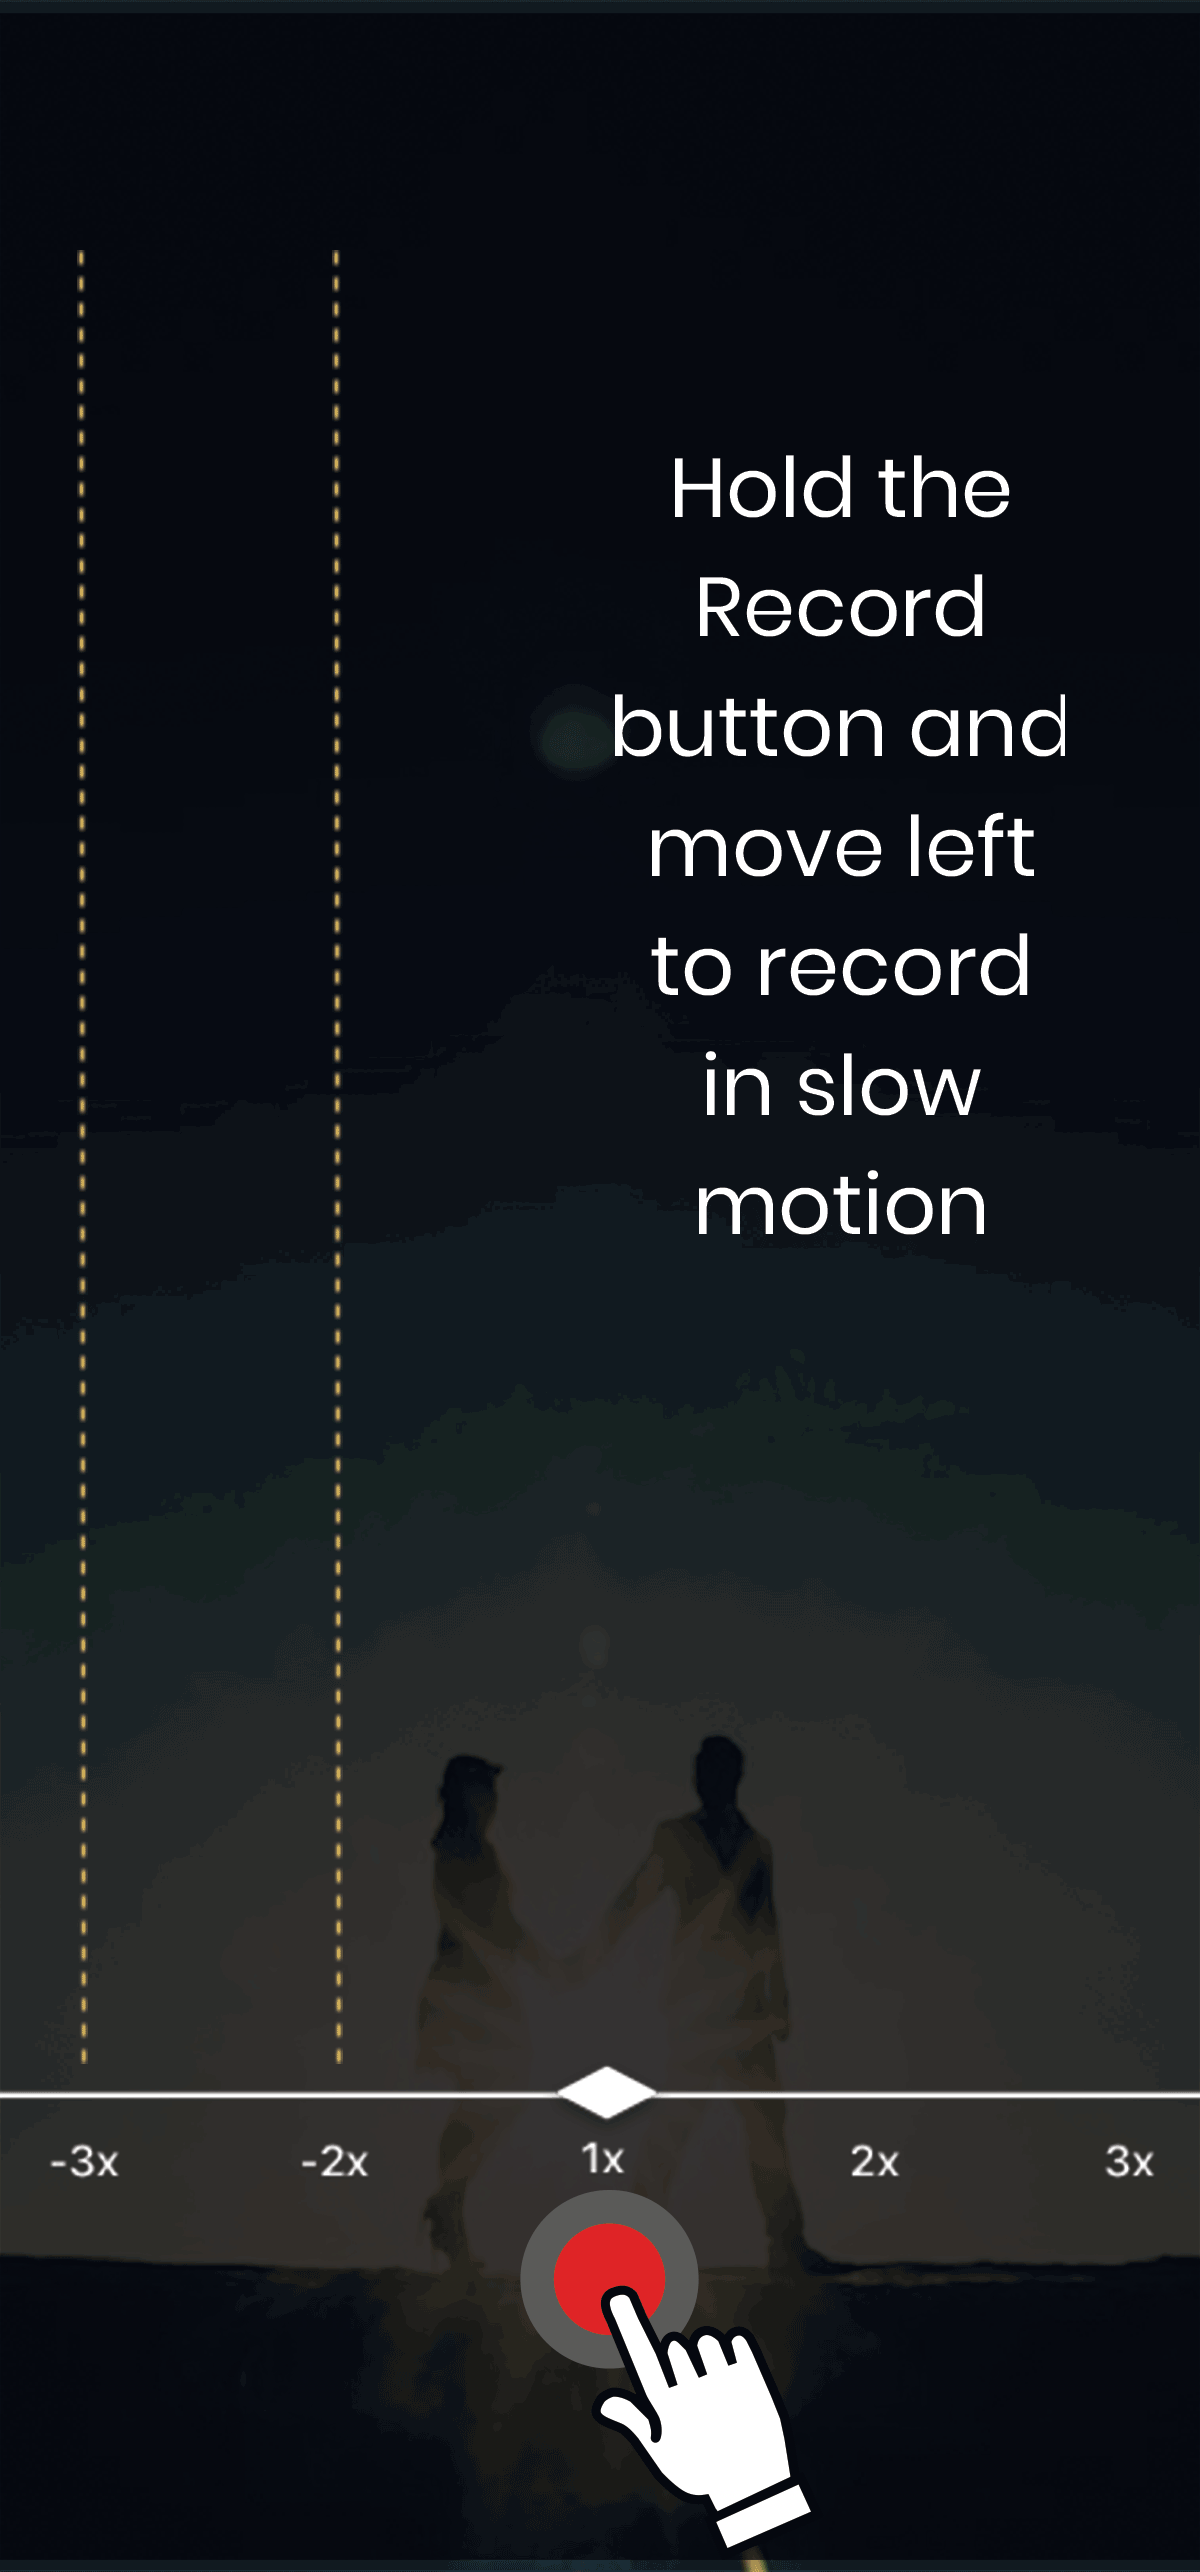 Hold the
Record
button and
move left
to record
in slow
motion
-3x -2x 1x 2x 3x